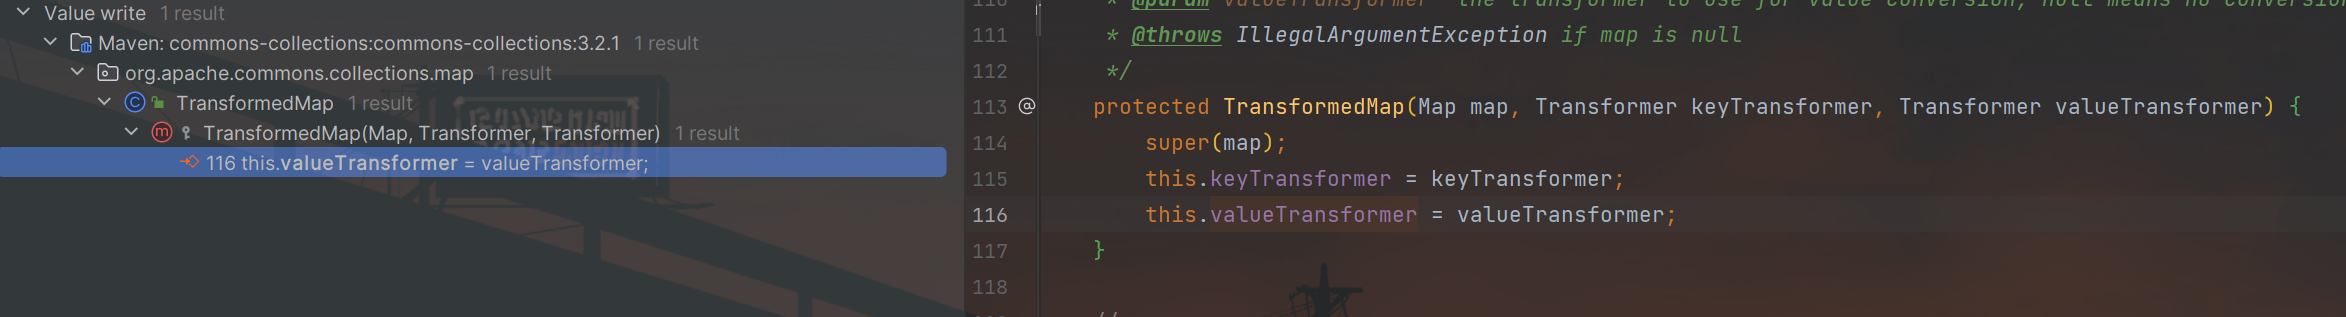 Value write 1 result
Maven: commons-collections:commons-collections:3.2.1 1 result
org.apache.commons.collections.map 1 result
TransformedMap 1 result
TransformedMap(Map, Transformer, Transformer) 1 result
116 this.valueTransformer = valueTransformer;
110 * @param valueTransformer the transformer to use for value conversion, null means no conversion
111 * @throws IllegalArgumentException if map is null
112 */
113 @ protected TransformedMap(Map map, Transformer keyTransformer, Transformer valueTransformer) {
114 super(map);
115 this.keyTransformer = keyTransformer;
116 this.valueTransformer = valueTransformer;
117 }
118